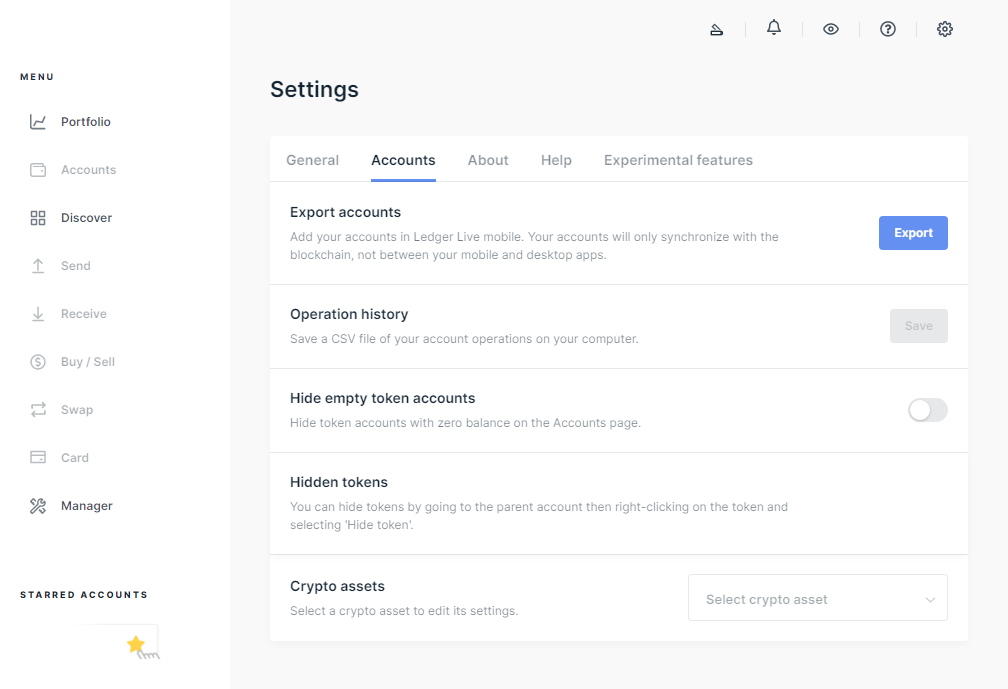 MENU
Portfolio
Accounts
Discover
Send
Receive
Buy / Sell
Swap
Card
Manager
STARRED ACCOUNTS
Settings
General Accounts About Help Experimental features
Export accounts
Add your accounts in Ledger Live mobile. Your accounts will only synchronize with the
blockchain, not between your mobile and desktop apps.
Export
Operation history
Save a CSV file of your account operations on your computer.
Save
Hide empty token accounts
Hide token accounts with zero balance on the Accounts page.
Hidden tokens
You can hide tokens by going to the parent account then right-clicking on the token and
selecting 'Hide token'.
Crypto assets
Select a crypto asset to edit its settings.
Select crypto asset